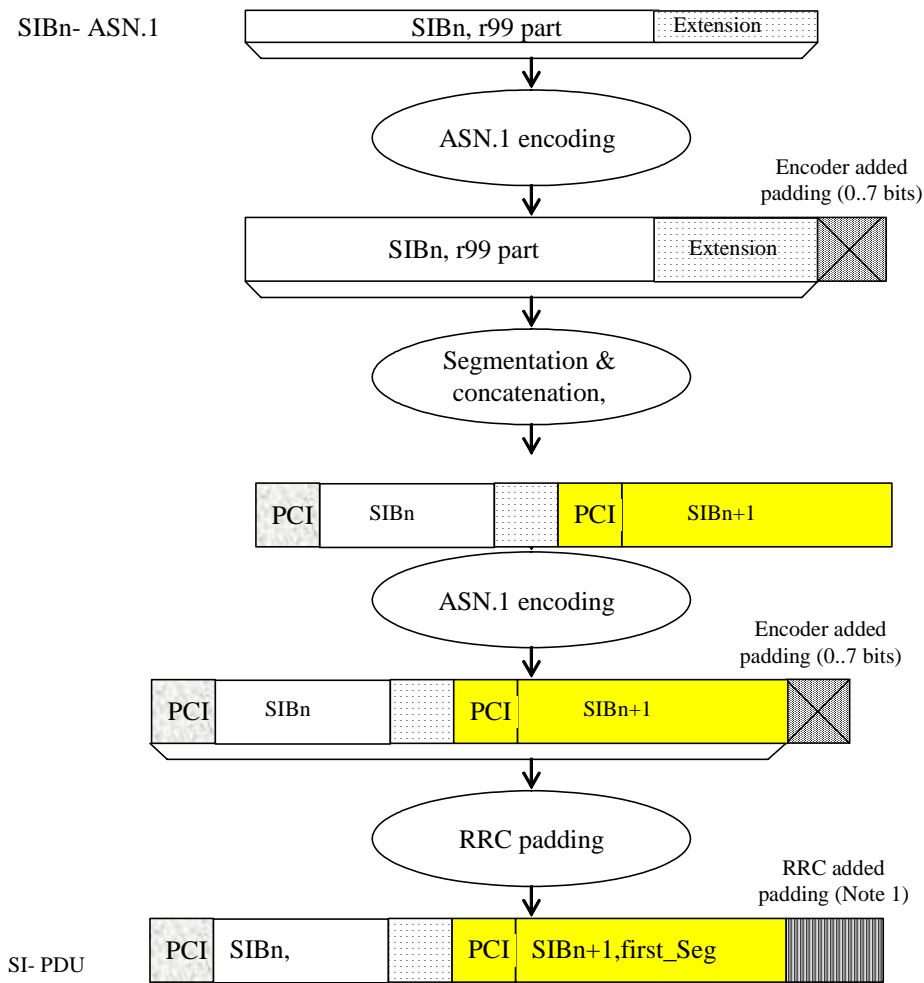 SIBn- ASN.1
SIBn, r99 part
Extension
ASN.1 encoding
Encoder added
padding (0..7 bits)
SIBn, r99 part
Extension
Segmentation &
concatenation,
PCI
SIBn
PCI
SIBn+1
ASN.1 encoding
Encoder added
padding (0..7 bits)
PCI
SIBn
PCI
SIBn+1
RRC padding
RRC added
padding (Note 1)
SI- PDU
PCI
SIBn,
PCI
SIBn+1,first_Seg